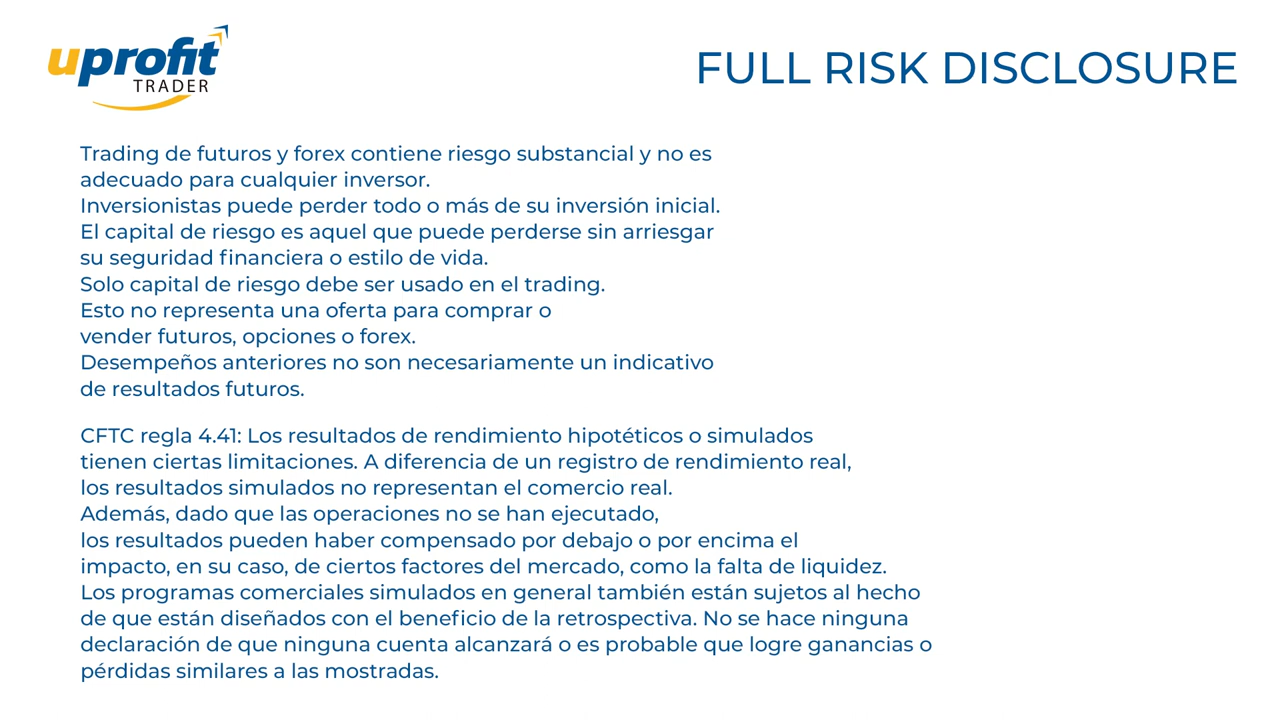 uprofit
TRADER
FULL RISK DISCLOSURE
Trading de futuros y forex contiene riesgo substancial y no es
adecuado para cualquier inversor.
Inversionistas puede perder todo o más de su inversión inicial.
El capital de riesgo es aquel que puede perderse sin arriesgar
su seguridad financiera o estilo de vida.
Solo capital de riesgo debe ser usado en el trading.
Esto no representa una oferta para comprar o
vender futuros, opciones o forex.
Desempeños anteriores no son necesariamente un indicativo
de resultados futuros.
CFTC regla 4.41: Los resultados de rendimiento hipotéticos o simulados
tienen ciertas limitaciones. A diferencia de un registro de rendimiento real,
los resultados simulados no representan el comercio real.
Además, dado que las operaciones no se han ejecutado,
los resultados pueden haber compensado por debajo o por encima el
impacto, en su caso, de ciertos factores del mercado, como la falta de liquidez.
Los programas comerciales simulados en general también están sujetos al hecho
de que están diseñados con el beneficio de la retrospectiva. No se hace ninguna
declaración de que ninguna cuenta alcanzará o es probable que logre ganancias o
pérdidas similares a las mostradas.